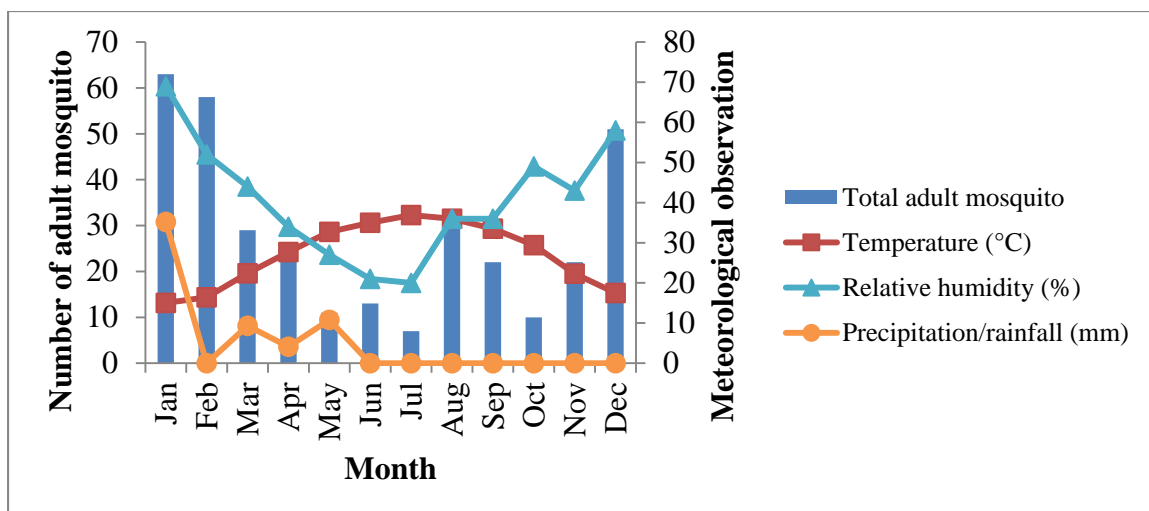 Number of adult mosquito
70
60
50
40
30
20
10
0
80
70
60
50
40
30
20
10
0
Meteorological observation
Jan
Feb
Mar
Apr
May
Jun
Jul
Aug
Sep
Oct
Nov
Dec
Month
Total adult mosquito
Temperature (°C)
Relative humidity (%)
Precipitation/rainfall (mm)